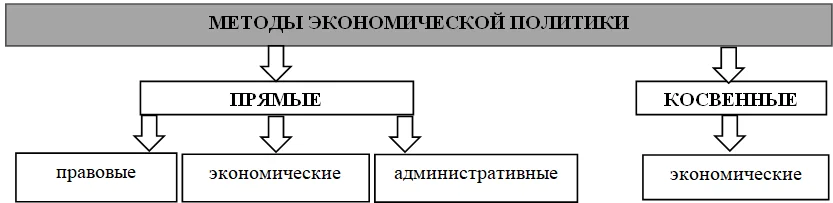 МЕТОДЫ ЭКОНОМИЧЕСКОЙ ПОЛИТИКИ
ПРЯМЫЕ
КОСВЕННЫЕ
правовые
экономические
административные
экономические